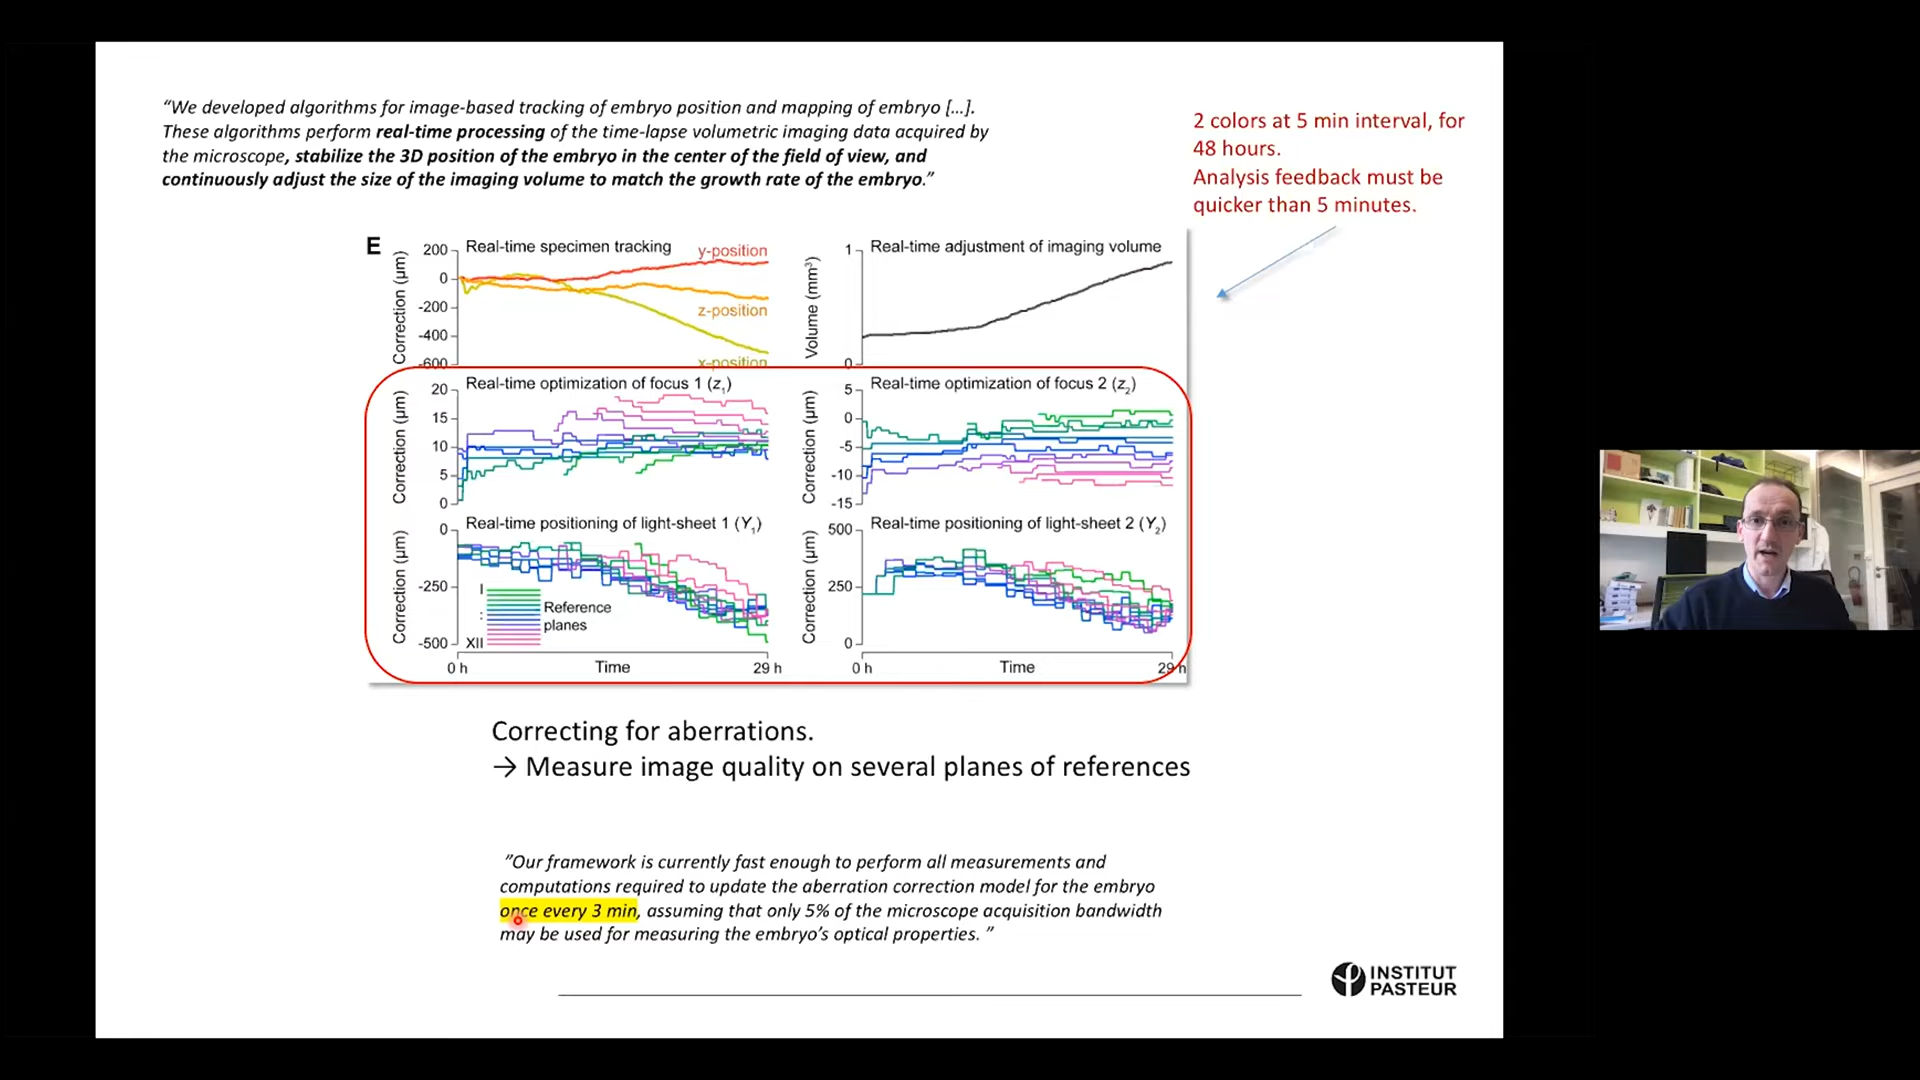 “We developed algorithms for image-based tracking of embryo position and mapping of embryo [...].
These algorithms perform real-time processing of the time-lapse volumetric imaging data acquired by
the microscope, stabilize the 3D position of the embryo in the center of the field of view, and
continuously adjust the size of the imaging volume to match the growth rate of the embryo.”
2 colors at 5 min interval, for
48 hours.
Analysis feedback must be
quicker than 5 minutes.
E
Real-time specimen tracking
Correction (µm)
200
0
-200
-400
-600
y-position
z-position
x-position
Real-time adjustment of imaging volume
Volume (mm³)
1
0
Real-time optimization of focus 1 (z₁)
Correction (µm)
20
15
10
5
0
Real-time optimization of focus 2 (z₂)
Correction (µm)
5
0
-5
-10
-15
Real-time positioning of light-sheet 1 (Y₁)
Correction (µm)
0
-250
-500
I
:
XII
Reference
planes
0 h
Time
29 h
Real-time positioning of light-sheet 2 (Y₂)
Correction (µm)
500
250
0
0 h
Time
29 h
Correcting for aberrations.
→ Measure image quality on several planes of references
”Our framework is currently fast enough to perform all measurements and
computations required to update the aberration correction model for the embryo
once every 3 min, assuming that only 5% of the microscope acquisition bandwidth
may be used for measuring the embryo’s optical properties. ”
INSTITUT
PASTEUR